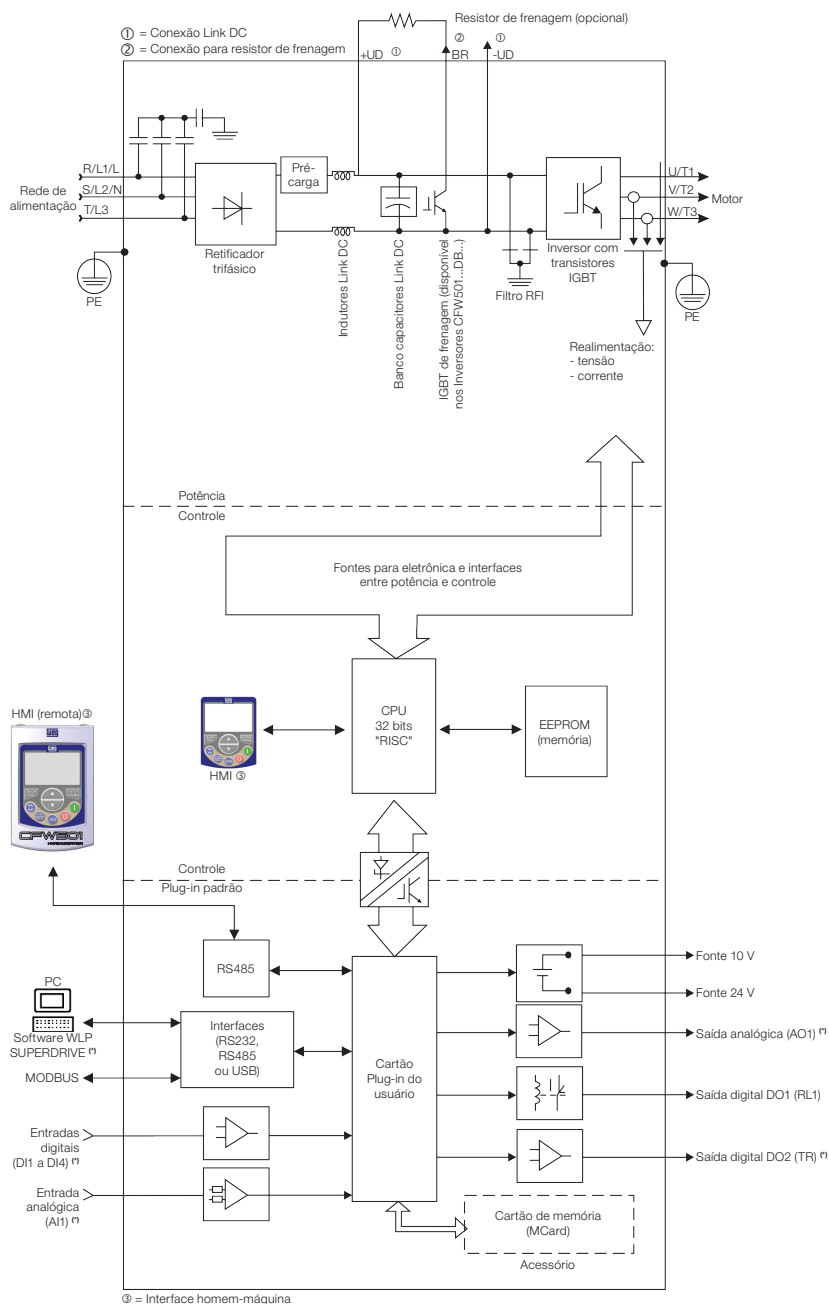 ① = Conexão Link DC
② = Conexão para resistor de frenagem
Resistor de frenagem (opcional)
+UD ①
②
BR
①
-UD
Rede de
alimentação
R/L1/L
S/L2/N
T/L3
Pré-
carga
U/T1
V/T2
W/T3
Motor
PE
Retificador
trifásico
Indutores Link DC
Banco capacitores Link DC
IGBT de frenagem (disponível
nos Inversores CFW501...DB...)
Filtro RFI
Inversor com
transistores
IGBT
PE
Realimentação:
- tensão
- corrente
Potência
Controle
Fontes para eletrônica e interfaces
entre potência e controle
HMI (remota)③
CFW501
HMI ③
CPU
32 bits
"RISC"
EEPROM
(memória)
Controle
Plug-in padrão
RS485
PC
Software WLP
SUPERDRIVE (*)
MODBUS
Interfaces
(RS232,
RS485
ou USB)
Entradas
digitais
(DI1 a DI4) (*)
Entrada
analógica
(AI1) (*)
Cartão
Plug-in do
usuário
Fonte 10 V
Fonte 24 V
Saída analógica (AO1) (*)
Saída digital DO1 (RL1)
Saída digital DO2 (TR) (*)
Cartão de memória
(MCard)
Acessório
③ = Interface homem-máquina